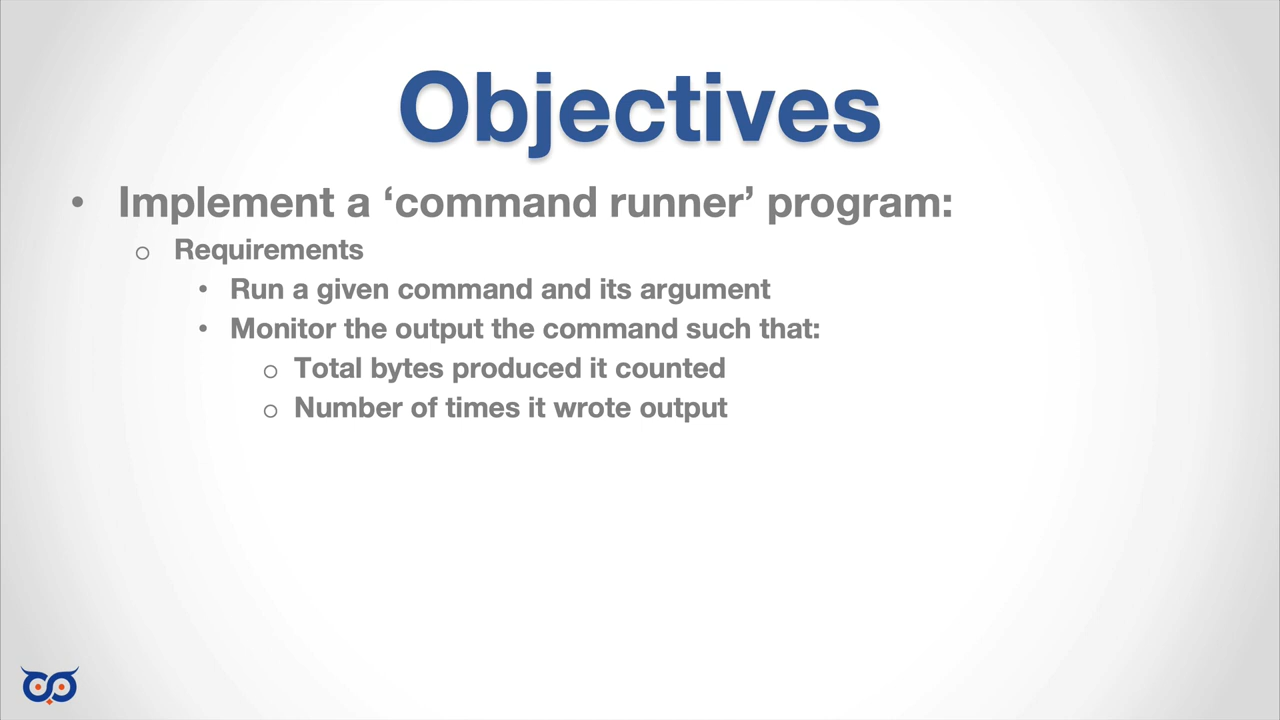 Objectives
• Implement a ‘command runner’ program:
○ Requirements
• Run a given command and its argument
• Monitor the output the command such that:
○ Total bytes produced it counted
○ Number of times it wrote output